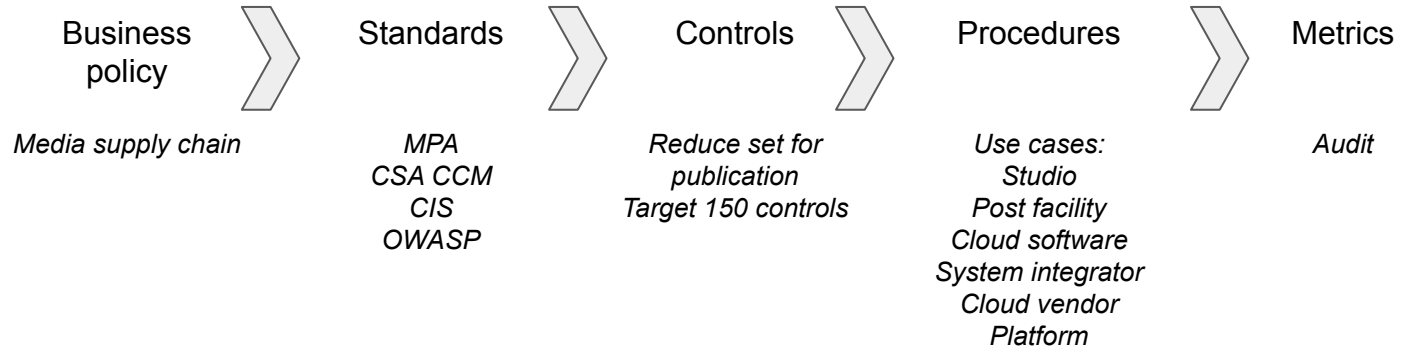 Business
policy
Standards
Controls
Procedures
Metrics
Media supply chain
MPA
CSA CCM
CIS
OWASP
Reduce set for
publication
Target 150 controls
Use cases:
Studio
Post facility
Cloud software
System integrator
Cloud vendor
Platform
Audit